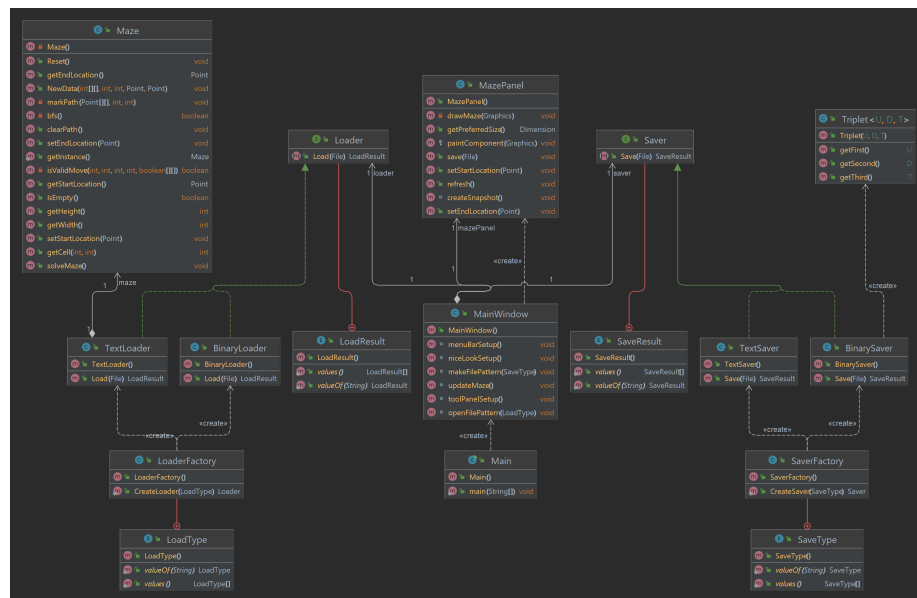 Maze
Maze()
Reset() void
getEndLocation() Point
NewData(int[][], int, int, Point, Point) void
markPath(Point[][], int, int) void
bfs() boolean
clearPath() void
setEndLocation(Point) void
getInstance() Maze
isValidMove(int, int, int, int, boolean[][]) boolean
getStartLocation() Point
IsEmpty() boolean
getHeight() int
getWidth() int
setStartLocation(Point) void
getCell(int, int) int
solveMaze() void
Loader
Load(File) LoadResult
MazePanel
MazePanel()
drawMaze(Graphics) void
getPreferredSize() Dimension
paintComponent(Graphics) void
save(File) void
setStartLocation(Point) void
refresh() void
createSnapshot() void
setEndLocation(Point) void
Saver
Save(File) SaveResult
Triplet<U, D, T>
Triplet(U, D, T)
getFirst() U
getSecond() D
getThird() T
1 loader
1 saver
1 mazePanel
«create»
1
1
1
1
maze
1
«create»
1
TextLoader
TextLoader()
Load(File) LoadResult
BinaryLoader
BinaryLoader()
Load(File) LoadResult
LoadResult
LoadResult()
values() LoadResult[]
valueOf(String) LoadResult
MainWindow
MainWindow()
menuBarSetup() void
niceLookSetup() void
makeFilePattern(SaveType) void
updateMaze() void
toolPanelSetup() void
openFilePattern(LoadType) void
SaveResult
SaveResult()
values() SaveResult[]
valueOf(String) SaveResult
TextSaver
TextSaver()
Save(File) SaveResult
BinarySaver
BinarySaver()
Save(File) SaveResult
«create»
«create»
«create»
«create»
«create»
LoaderFactory
LoaderFactory()
CreateLoader(LoadType) Loader
Main
Main()
main(String[]) void
SaverFactory
SaverFactory()
CreateSaver(SaveType) Saver
LoadType
LoadType()
valueOf(String) LoadType
values() LoadType[]
SaveType
SaveType()
valueOf(String) SaveType
values() SaveType[]